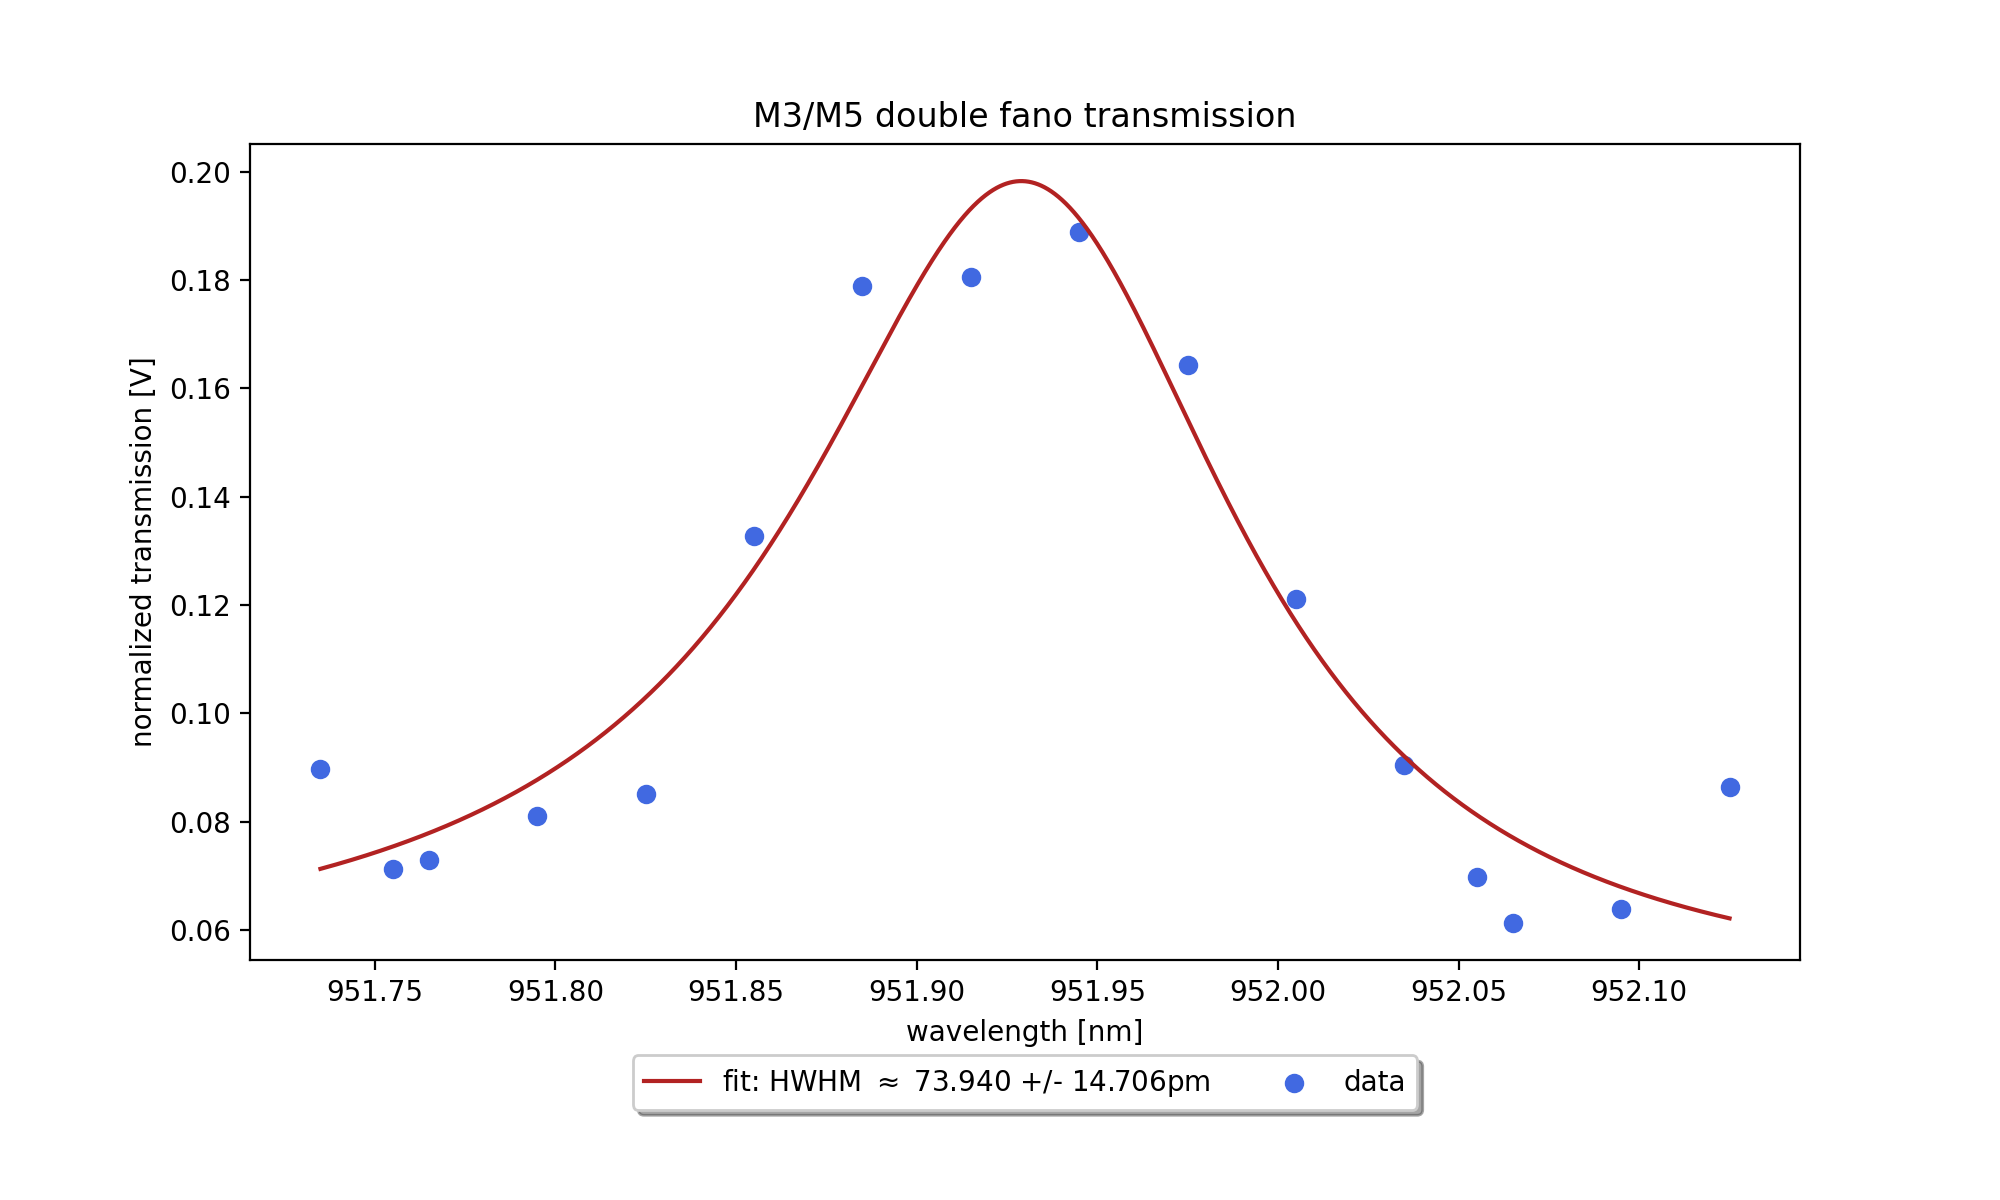 M3/M5 double fano transmission
normalized transmission [V]
0.20
0.18
0.16
0.14
0.12
0.10
0.08
0.06
951.75 951.80 951.85 951.90 951.95 952.00 952.05 952.10
wavelength [nm]
fit: HWHM ≈ 73.940 +/- 14.706pm data